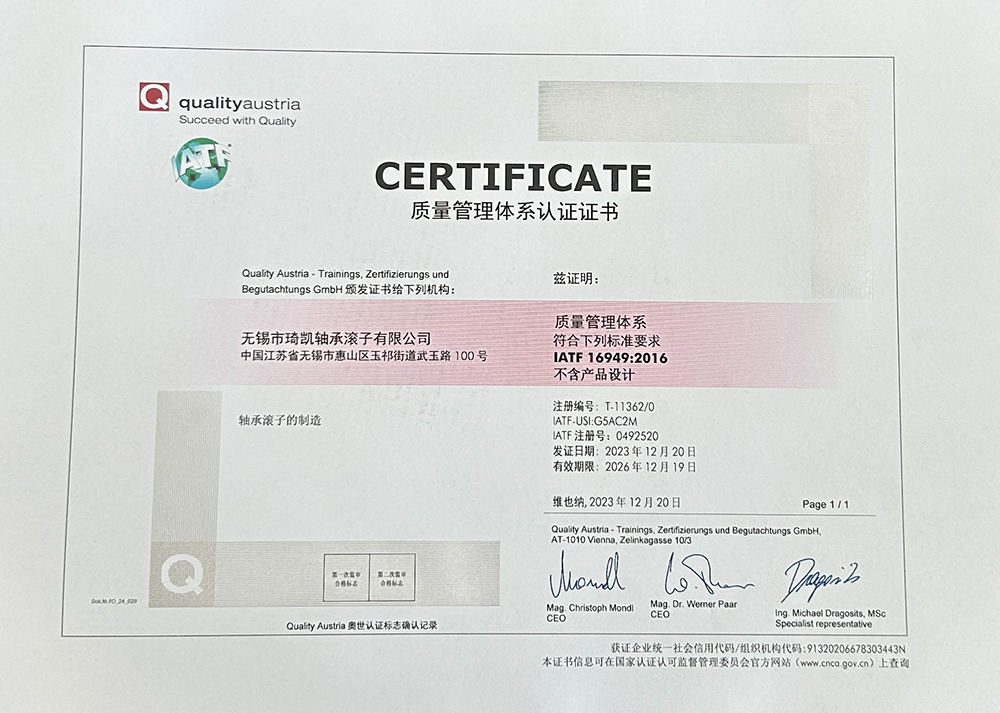 Q qualityaustria
Succeed with Quality
IATF
CERTIFICATE
质量管理体系认证证书
Quality Austria - Trainings, Zertifizierungs und
Begutachtungs GmbH 颁发证书给下列机构：
无锡市琦凯轴承滚子有限公司
中国江苏省无锡市惠山区玉祁街道武玉路 100 号
轴承滚子的制造
兹证明：
质量管理体系
符合下列标准要求
IATF 16949:2016
不含产品设计
注册编号：T-11362/0
IATF-USI:G5AC2M
IATF 注册号：0492520
发证日期：2023 年 12 月 20 日
有效期限：2026 年 12 月 19 日
维也纳, 2023 年 12 月 20 日
Page 1 / 1
Quality Austria - Trainings, Zertifizierungs und Begutachtungs GmbH,
AT-1010 Vienna, Zelinkagasse 10/3
Mag. Christoph Mondl
CEO
Mag. Dr. Werner Paar
CEO
Ing. Michael Dragosits, MSc
Specialist representative
Q
第一次监审
合格标志
第二次监审
合格标志
Dok.Nr.FO_24_028
Quality Austria 奥世认证标志确认记录
获证企业统一社会信用代码/组织机构代码：91320206678303443N
本证书信息可在国家认证认可监督管理委员会官方网站（www.cnca.gov.cn）上查询